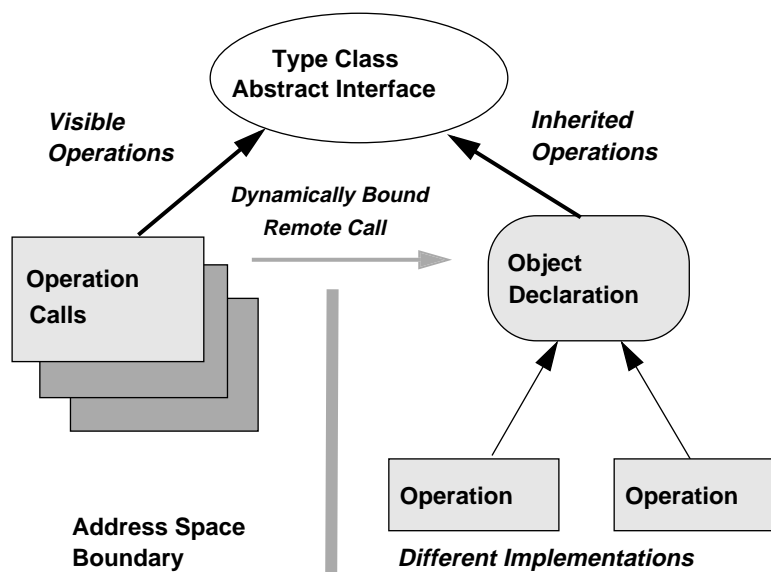 Type Class
Abstract Interface
Visible
Operations
Inherited
Operations
Dynamically Bound
Remote Call
Operation
Calls
Object
Declaration
Operation
Operation
Address Space
Boundary
Different Implementations